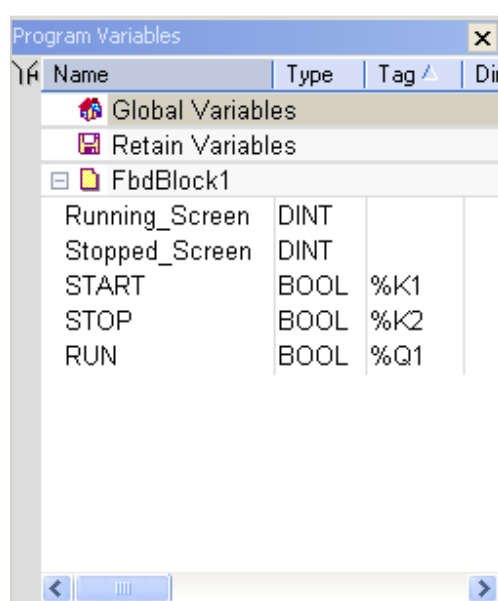 Program Variables
Name Type Tag Di
Global Variables
Retain Variables
FbdBlock1
Running_Screen DINT
Stopped_Screen DINT
START BOOL %K1
STOP BOOL %K2
RUN BOOL %Q1